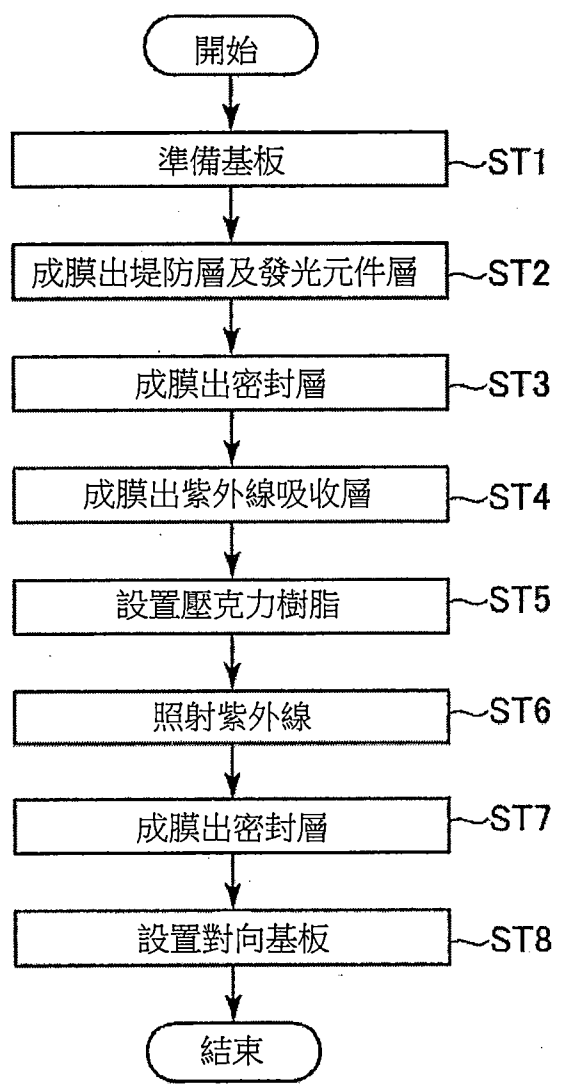 開始
準備基板 ST1
成膜出堤防層及發光元件層 ST2
成膜出密封層 ST3
成膜出紫外線吸收層 ST4
設置壓克力樹脂 ST5
照射紫外線 ST6
成膜出密封層 ST7
設置對向基板 ST8
結束